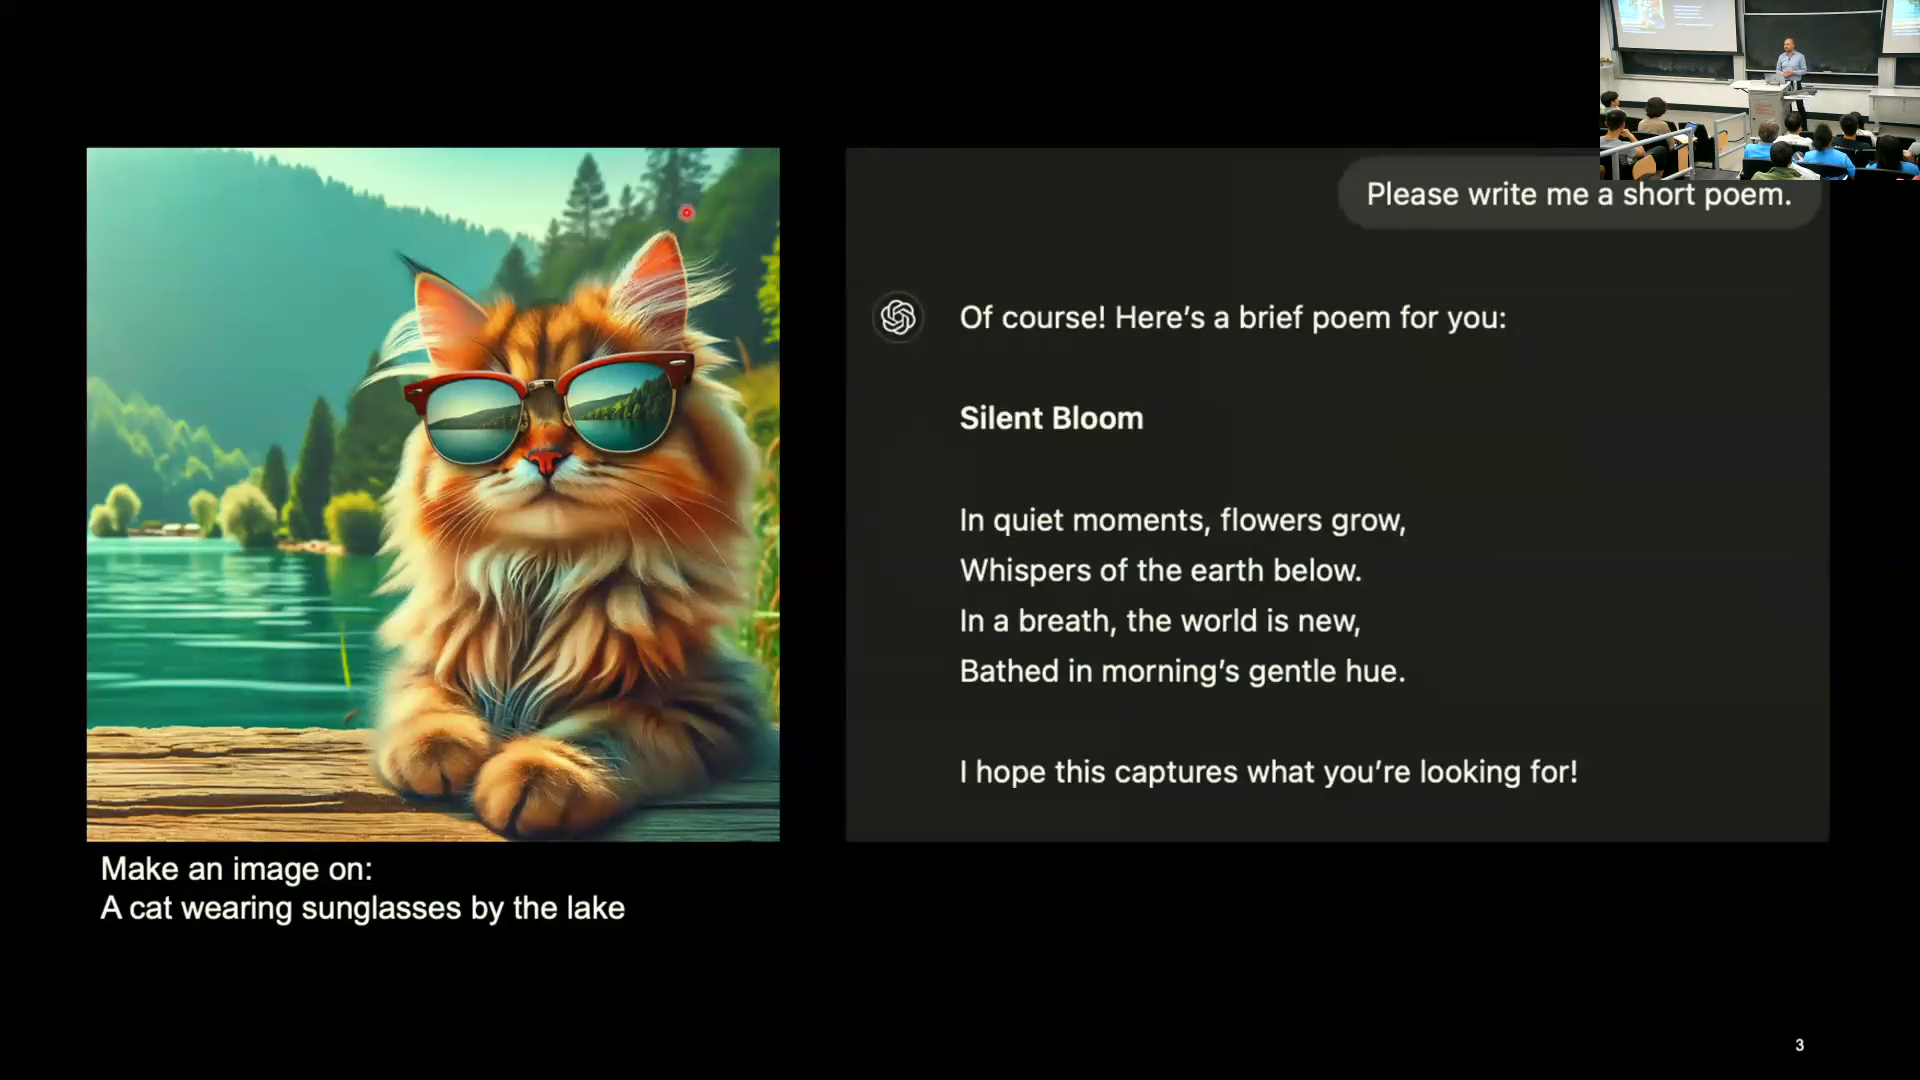 Please write me a short poem.
Of course! Here's a brief poem for you:
Silent Bloom
In quiet moments, flowers grow,
Whispers of the earth below.
In a breath, the world is new,
Bathed in morning's gentle hue.
I hope this captures what you're looking for!
Make an image on:
A cat wearing sunglasses by the lake
3